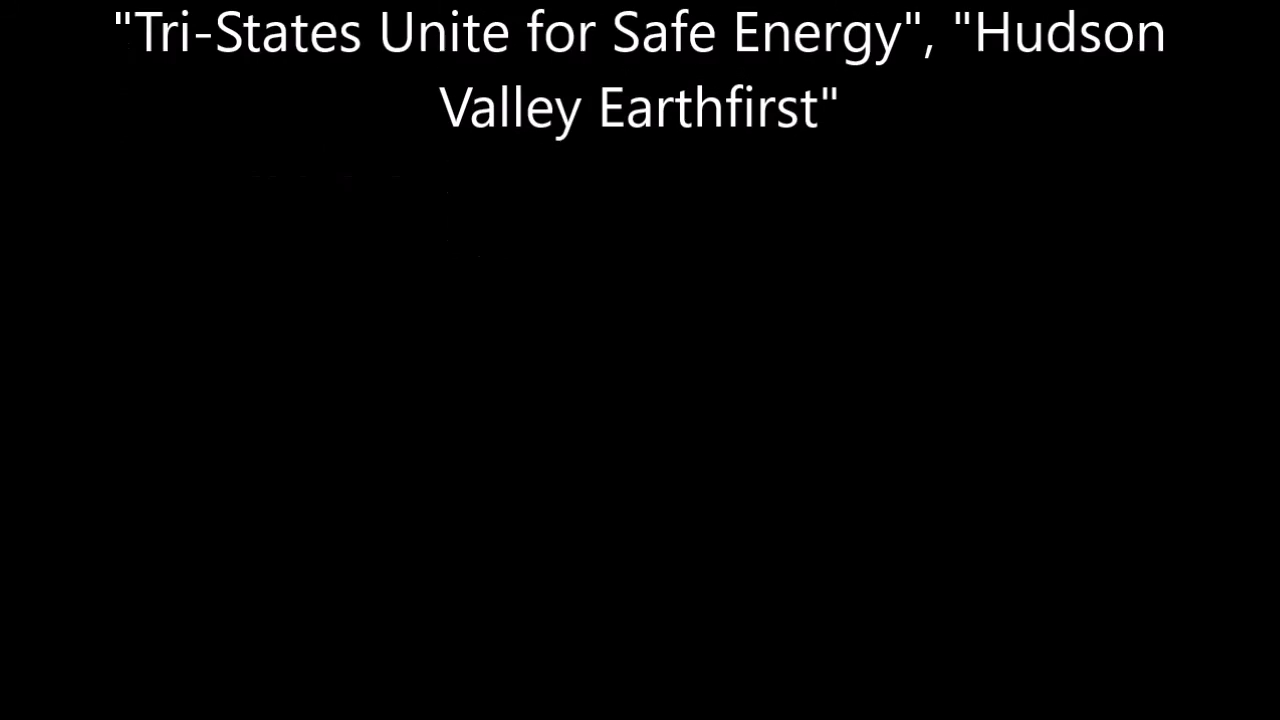 "Tri-States Unite for Safe Energy", "Hudson
Valley Earthfirst"